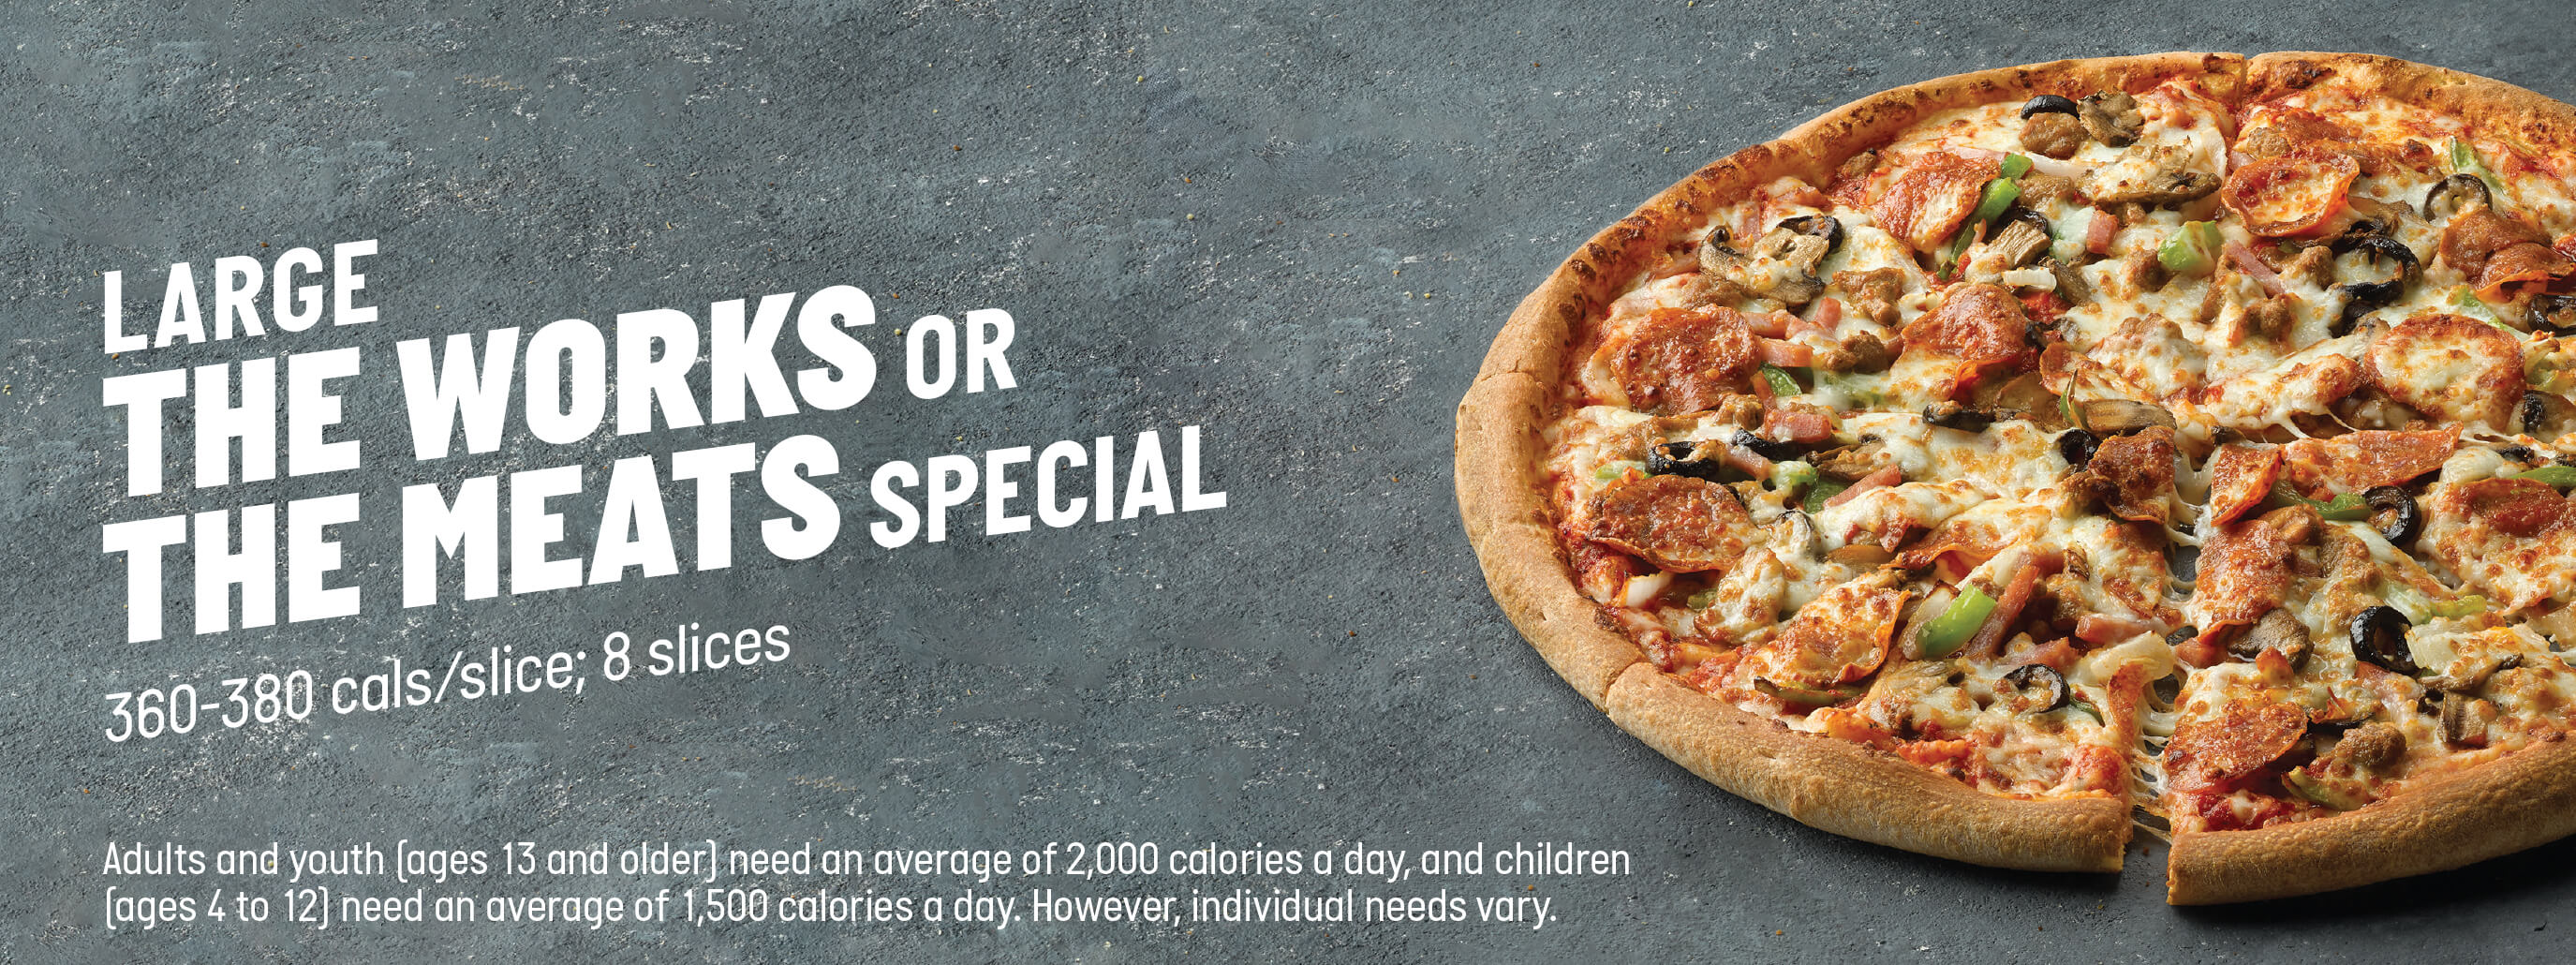 LARGE
THE WORKS OR
THE MEATS SPECIAL
360-380 cals/slice; 8 slices
Adults and youth (ages 13 and older) need an average of 2,000 calories a day, and children
(ages 4 to 12) need an average of 1,500 calories a day. However, individual needs vary.